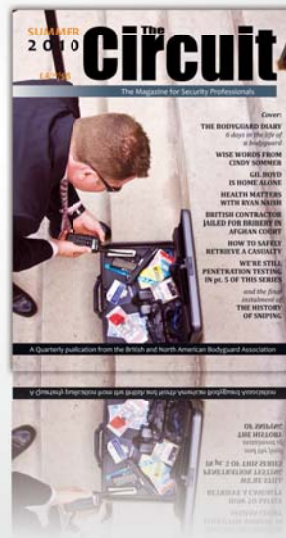 SUMMER
2010
The
Circuit
The Magazine for Security Professionals
Cover:
THE BODYGUARD DIARY
6 days in the life of
a bodyguard
WISE WORDS FROM
CINDY SOMMER
GIL BOYD
IS HOME ALONE
HEALTH MATTERS
WITH RYAN NAISH
BRITISH CONTRACTOR
JAILED FOR BRIBERY IN
AFGHAN COURT
HOW TO SAFELY
RETRIEVE A CASUALTY
WE'RE STILL
PENETRATION TESTING
IN pt. 5 OF THIS SERIES
and the final
instalment of
THE HISTORY
OF SNIPING
A Quarterly publication from the British and North American Bodyguard Association